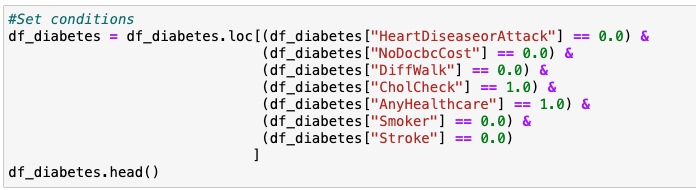 #Set conditions
df_diabetes = df_diabetes.loc[(df_diabetes["HeartDiseaseorAttack"] == 0.0) &
                              (df_diabetes["NoDocbcCost"] == 0.0) &
                              (df_diabetes["DiffWalk"] == 0.0) &
                              (df_diabetes["CholCheck"] == 1.0) &
                              (df_diabetes["AnyHealthcare"] == 1.0) &
                              (df_diabetes["Smoker"] == 0.0) &
                              (df_diabetes["Stroke"] == 0.0)
                             ]
df_diabetes.head()